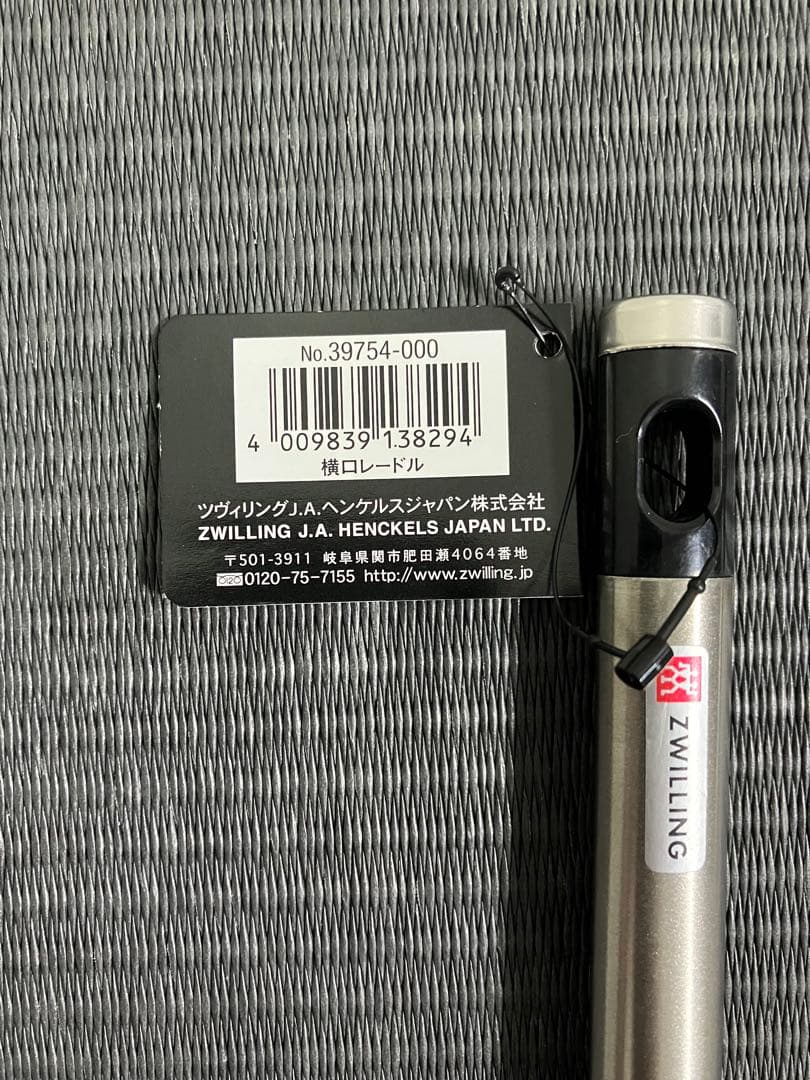 No.39754-000
4 009839 138294
横口レードル
ツヴィリングJ.A.ヘンケルスジャパン株式会社
ZWILLING J.A. HENCKELS JAPAN LTD.
〒501-3911 岐阜県関市肥田瀬4064番地
0120-75-7155 http://www.zwilling.jp
ZWILLING